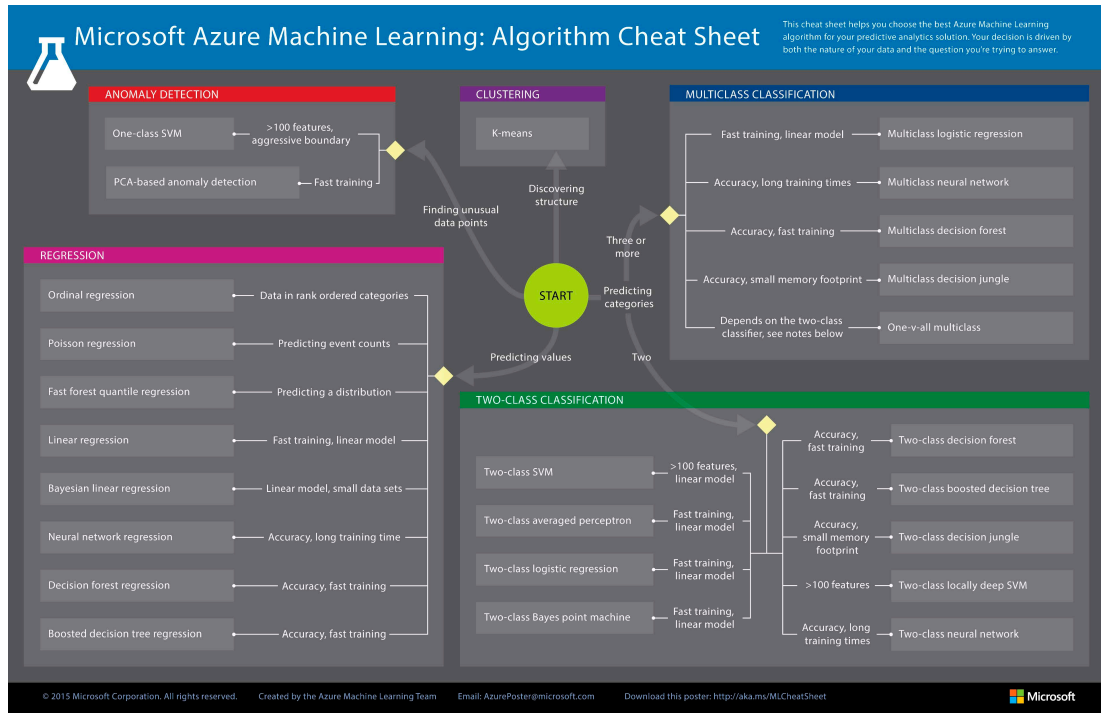 Microsoft Azure Machine Learning: Algorithm Cheat Sheet
This cheat sheet helps you choose the best Azure Machine Learning
algorithm for your predictive analytics solution. Your decision is driven by
both the nature of your data and the question you're trying to answer.
ANOMALY DETECTION
One-class SVM
>100 features,
aggressive boundary
PCA-based anomaly detection
Fast training
CLUSTERING
K-means
Discovering
structure
Finding unusual
data points
START
Three or
more
Predicting
categories
Predicting values
Two
MULTICLASS CLASSIFICATION
Fast training, linear model
Multiclass logistic regression
Accuracy, long training times
Multiclass neural network
Accuracy, fast training
Multiclass decision forest
Accuracy, small memory footprint
Multiclass decision jungle
Depends on the two-class
classifier, see notes below
One-v-all multiclass
REGRESSION
Ordinal regression
Data in rank ordered categories
Poisson regression
Predicting event counts
Fast forest quantile regression
Predicting a distribution
Linear regression
Fast training, linear model
Bayesian linear regression
Linear model, small data sets
Neural network regression
Accuracy, long training time
Decision forest regression
Accuracy, fast training
Boosted decision tree regression
Accuracy, fast training
TWO-CLASS CLASSIFICATION
Two-class SVM
>100 features,
linear model
Two-class averaged perceptron
Fast training,
linear model
Two-class logistic regression
Fast training,
linear model
Two-class Bayes point machine
Fast training,
linear model
Accuracy,
fast training
Two-class decision forest
Accuracy,
fast training
Two-class boosted decision tree
Accuracy,
small memory
footprint
Two-class decision jungle
>100 features
Two-class locally deep SVM
Accuracy, long
training times
Two-class neural network
© 2015 Microsoft Corporation. All rights reserved. Created by the Azure Machine Learning Team Email: AzurePoster@microsoft.com Download this poster: http://aka.ms/MLCheatSheet
Microsoft